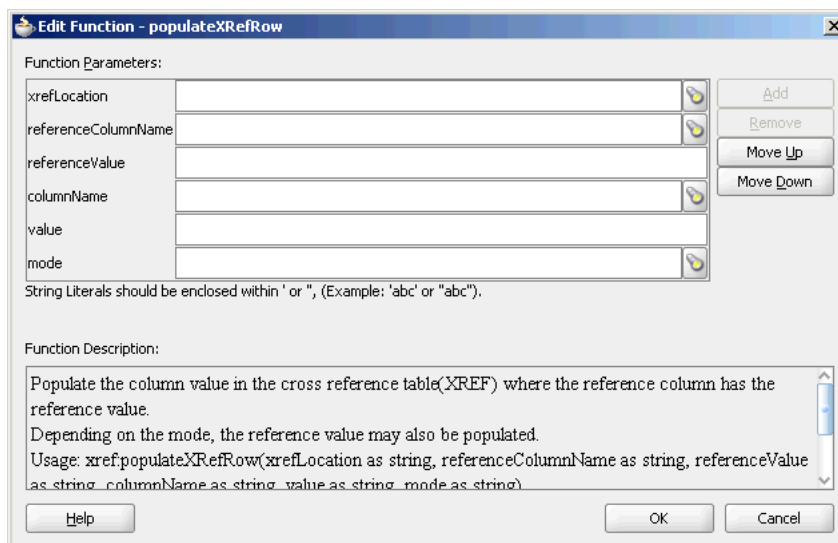 Edit Function - populateXRefRow
Function Parameters:
xrefLocation
referenceColumnName
referenceValue
columnName
value
mode
Add
Remove
Move Up
Move Down
String Literals should be enclosed within ' or ", (Example: 'abc' or "abc").
Function Description:
Populate the column value in the cross reference table(XREF) where the reference column has the
reference value.
Depending on the mode, the reference value may also be populated.
Usage: xref:populateXRefRow(xrefLocation as string, referenceColumnName as string, referenceValue
as string, columnName as string, value as string, mode as string)
Help
OK
Cancel